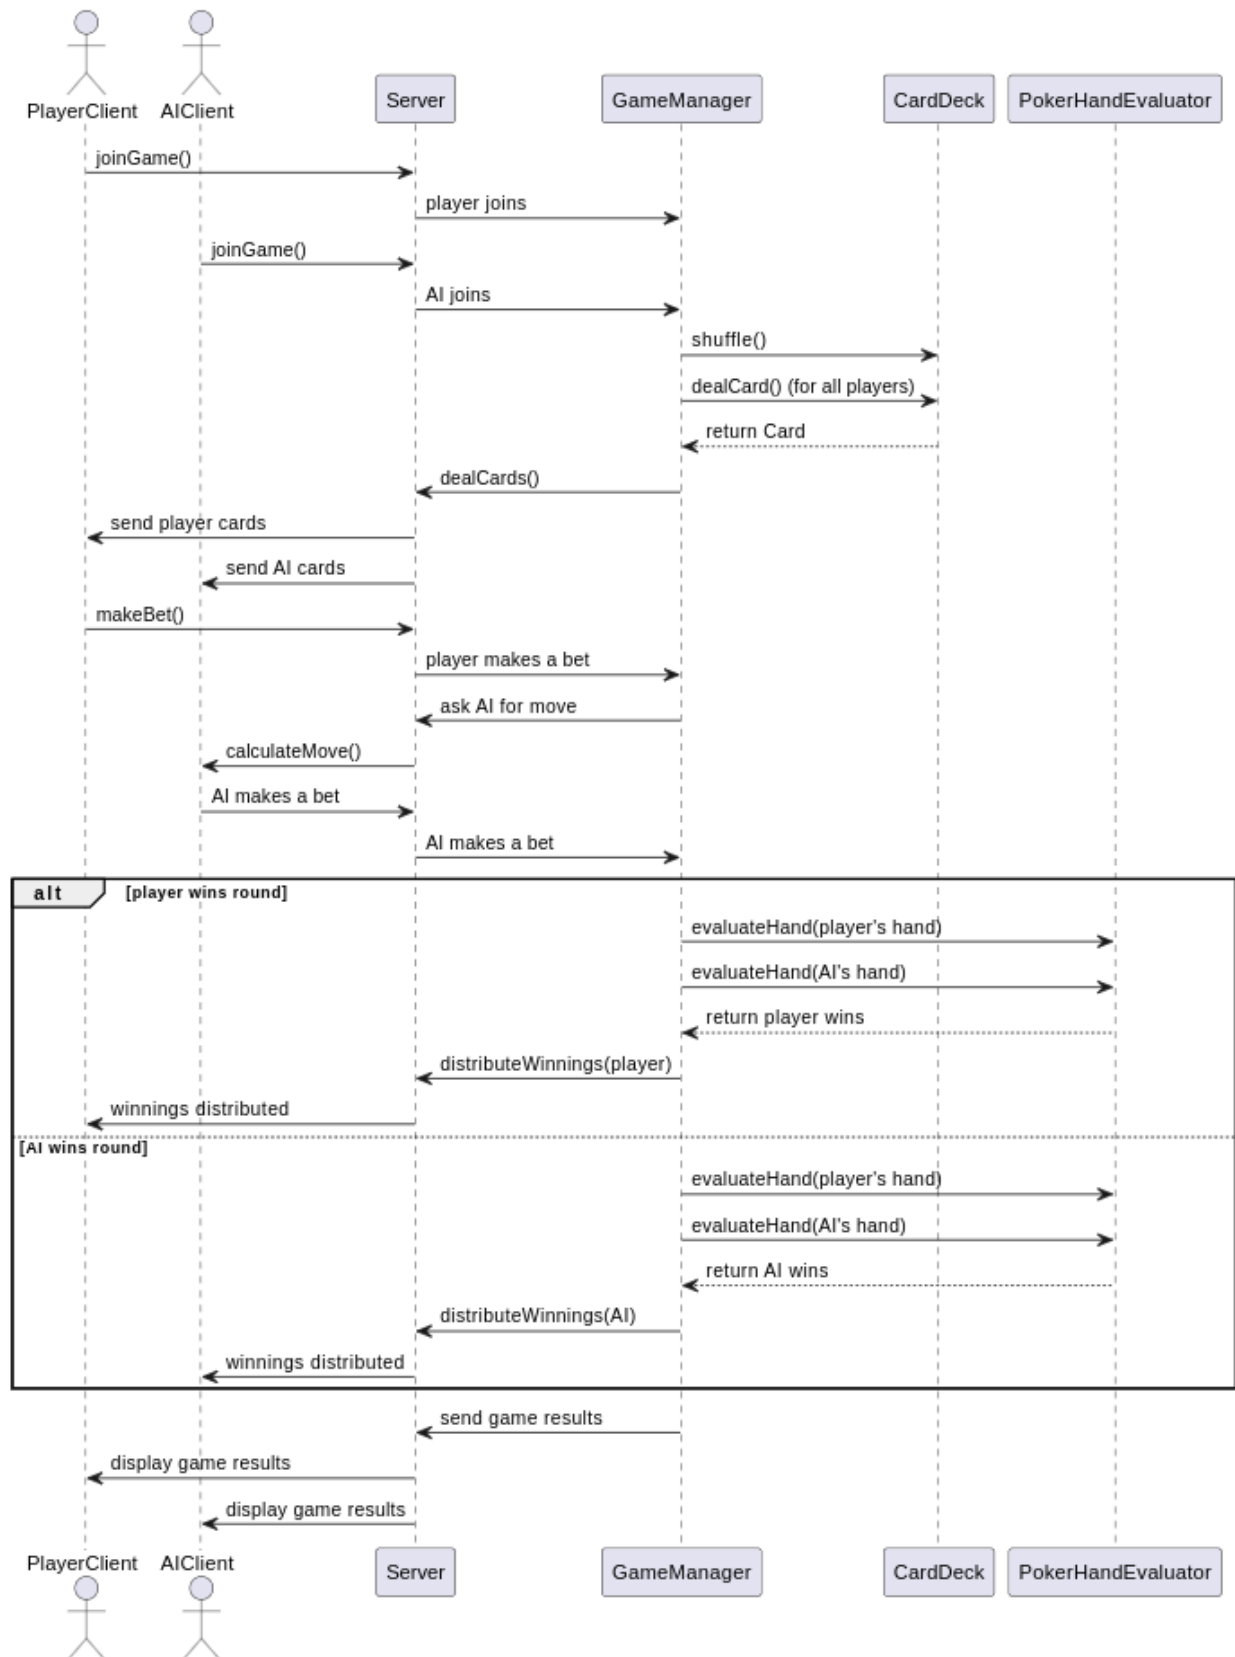 PlayerClient AIClient Server GameManager CardDeck PokerHandEvaluator
joinGame()
player joins
joinGame()
AI joins
shuffle()
dealCard() (for all players)
return Card
dealCards()
send player cards
send AI cards
makeBet()
player makes a bet
ask AI for move
calculateMove()
AI makes a bet
AI makes a bet
alt [player wins round]
evaluateHand(player's hand)
evaluateHand(AI's hand)
return player wins
distributeWinnings(player)
winnings distributed
[AI wins round]
evaluateHand(player's hand)
evaluateHand(AI's hand)
return AI wins
distributeWinnings(AI)
winnings distributed
send game results
display game results
display game results
PlayerClient AIClient Server GameManager CardDeck PokerHandEvaluator